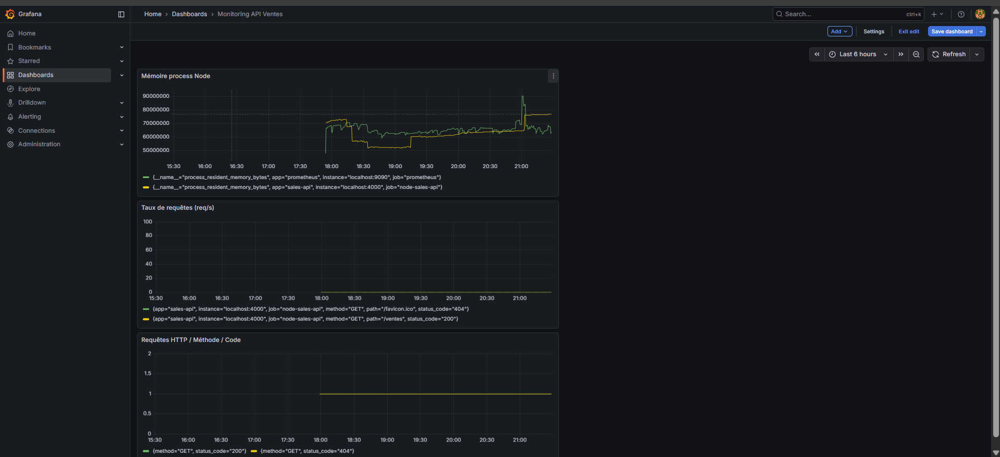 Grafana
Home › Dashboards › Monitoring API Ventes
Search...
ctrl+k
Add
Settings
Exit edit
Save dashboard
Home
Bookmarks
Starred
Dashboards
Explore
Drilldown
Alerting
Connections
Administration
Last 6 hours
Refresh
Mémoire process Node
90000000
80000000
70000000
60000000
50000000
15:30 16:00 16:30 17:00 17:30 18:00 18:30 19:00 19:30 20:00 20:30 21:00
{__name__="process_resident_memory_bytes", app="prometheus", instance="localhost:9090", job="prometheus"}
{__name__="process_resident_memory_bytes", app="sales-api", instance="localhost:4000", job="node-sales-api"}
Taux de requêtes (req/s)
100
80
60
40
20
0
15:30 16:00 16:30 17:00 17:30 18:00 18:30 19:00 19:30 20:00 20:30 21:00
{app="sales-api", instance="localhost:4000", job="node-sales-api", method="GET", path="/favicon.ico", status_code="404"}
{app="sales-api", instance="localhost:4000", job="node-sales-api", method="GET", path="/ventes", status_code="200"}
Requêtes HTTP / Méthode / Code
2
1.5
1
0.5
0
15:30 16:00 16:30 17:00 17:30 18:00 18:30 19:00 19:30 20:00 20:30 21:00
{method="GET", status_code="200"} {method="GET", status_code="404"}